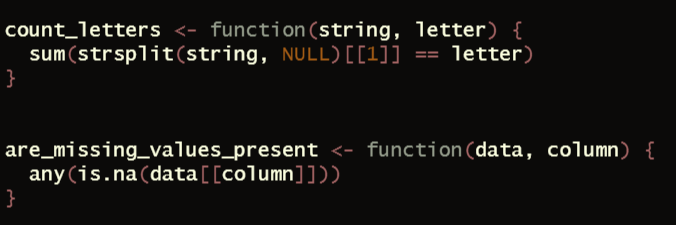 count_letters <- function(string, letter) {
  sum(strsplit(string, NULL)[[1]] == letter)
}
are_missing_values_present <- function(data, column) {
  any(is.na(data[[column]]))
}